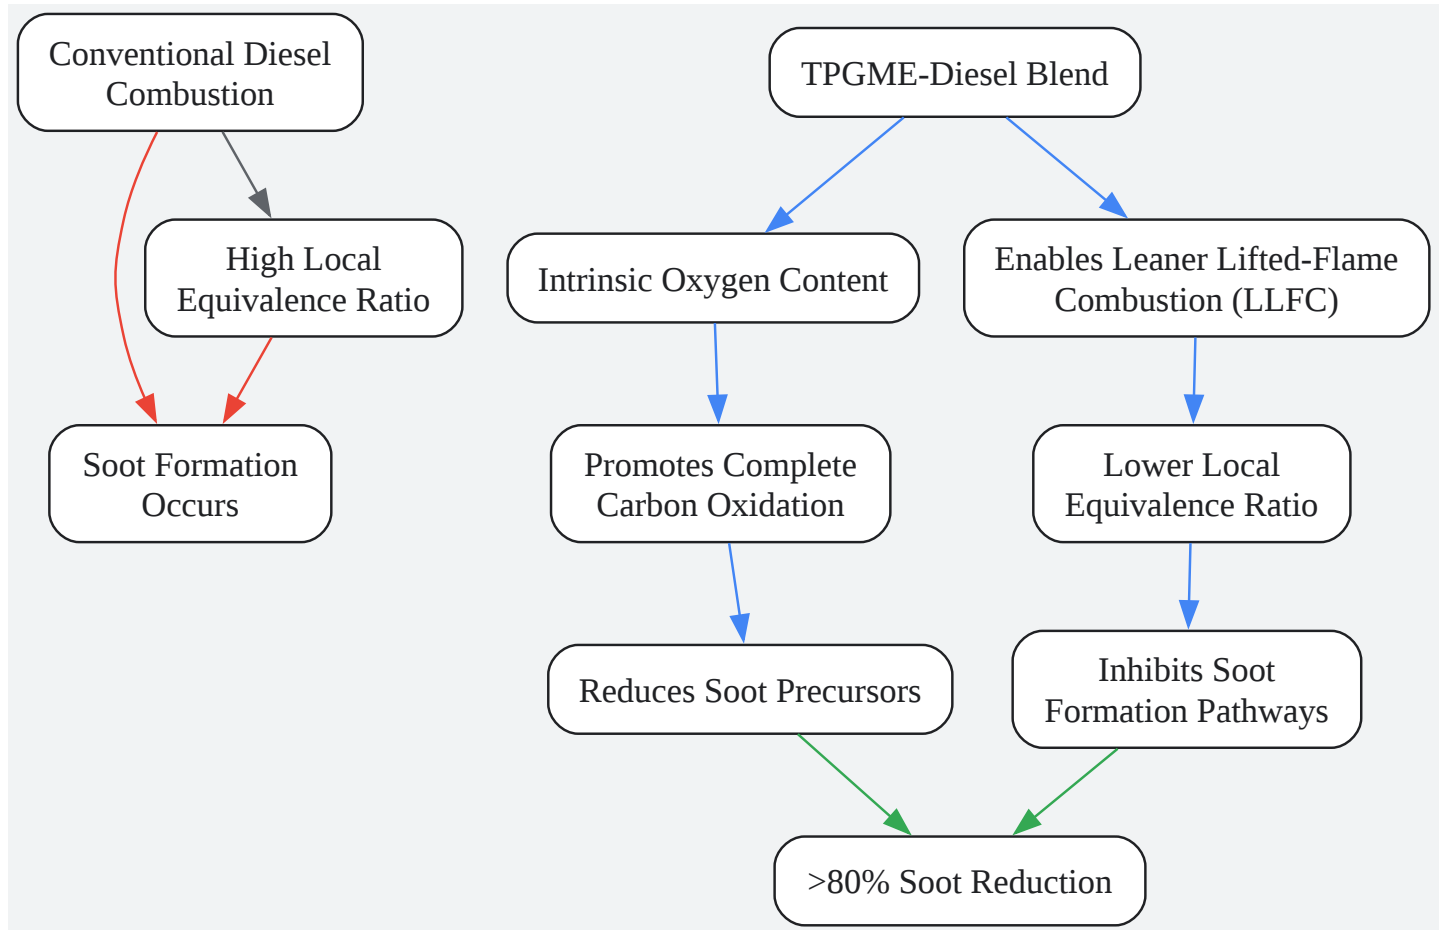 Conventional Diesel
Combustion
TPGME-Diesel Blend
High Local
Equivalence Ratio
Intrinsic Oxygen Content
Enables Leaner Lifted-Flame
Combustion (LLFC)
Soot Formation
Occurs
Promotes Complete
Carbon Oxidation
Lower Local
Equivalence Ratio
Reduces Soot Precursors
Inhibits Soot
Formation Pathways
>80% Soot Reduction